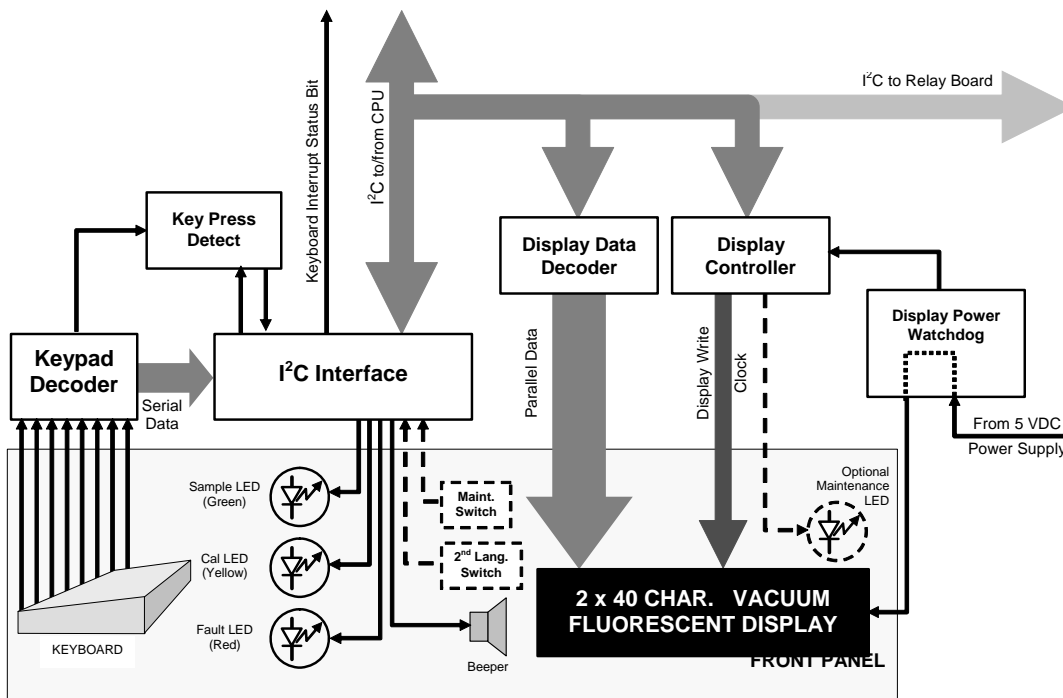 I²C to Relay Board
Keyboard Interrupt Status Bit
I²C to/from CPU
Key Press
Detect
Display Data
Decoder
Display
Controller
Display Power
Watchdog
Keypad
Decoder
I²C Interface
Serial
Data
Parallel Data
Display Write
Clock
From 5 VDC
Power Supply
Sample LED
(Green)
Maint.
Switch
Optional
Maintenance
LED
Cal LED
(Yellow)
2nd Lang.
Switch
2 x 40 CHAR. VACUUM
FLUORESCENT DISPLAY
Fault LED
(Red)
KEYBOARD
Beeper
FRONT PANEL